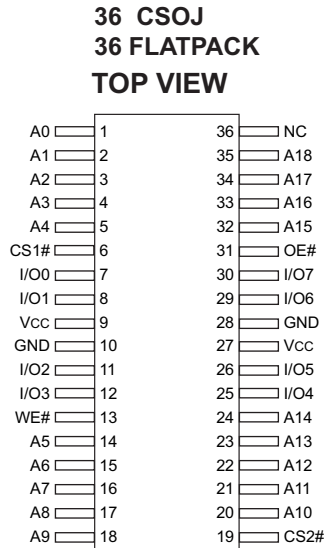 36 CSOJ
36 FLATPACK
TOP VIEW
A0 1 36 NC
A1 2 35 A18
A2 3 34 A17
A3 4 33 A16
A4 5 32 A15
CS1# 6 31 OE#
I/O0 7 30 I/O7
I/O1 8 29 I/O6
Vcc 9 28 GND
GND 10 27 Vcc
I/O2 11 26 I/O5
I/O3 12 25 I/O4
WE# 13 24 A14
A5 14 23 A13
A6 15 22 A12
A7 16 21 A11
A8 17 20 A10
A9 18 19 CS2#